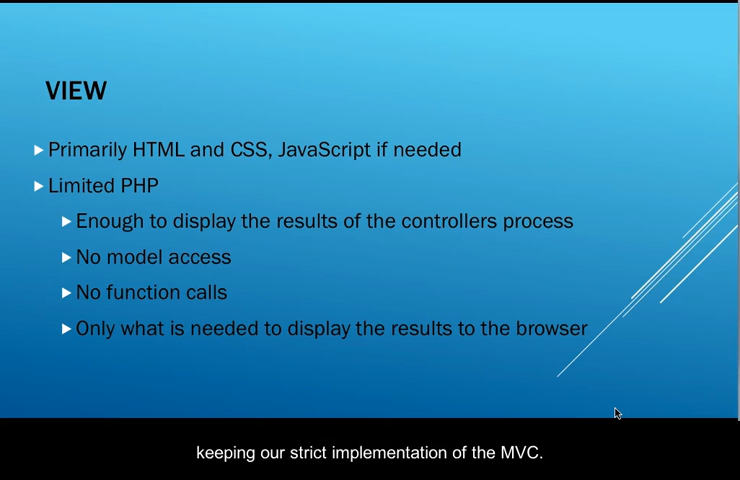 VIEW
Primarily HTML and CSS, JavaScript if needed
Limited PHP
Enough to display the results of the controllers process
No model access
No function calls
Only what is needed to display the results to the browser
keeping our strict implementation of the MVC.